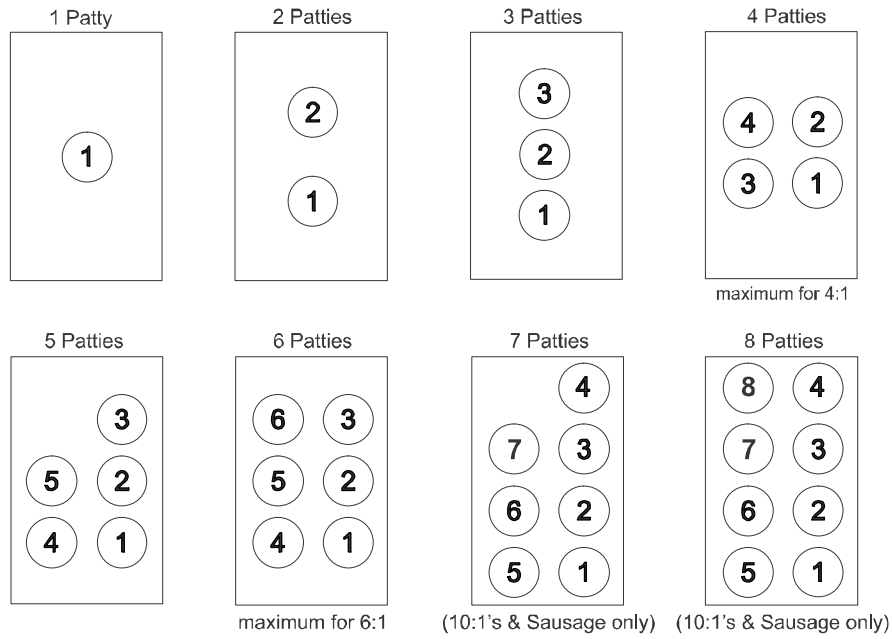 1 Patty
2 Patties
3 Patties
4 Patties
1
2
1
3
2
1
4 2
3 1
maximum for 4:1
5 Patties
6 Patties
7 Patties
8 Patties
3
5 2
4 1
6 3
5 2
4 1
maximum for 6:1
4
7 3
6 2
5 1
(10:1's & Sausage only)
8 4
7 3
6 2
5 1
(10:1's & Sausage only)